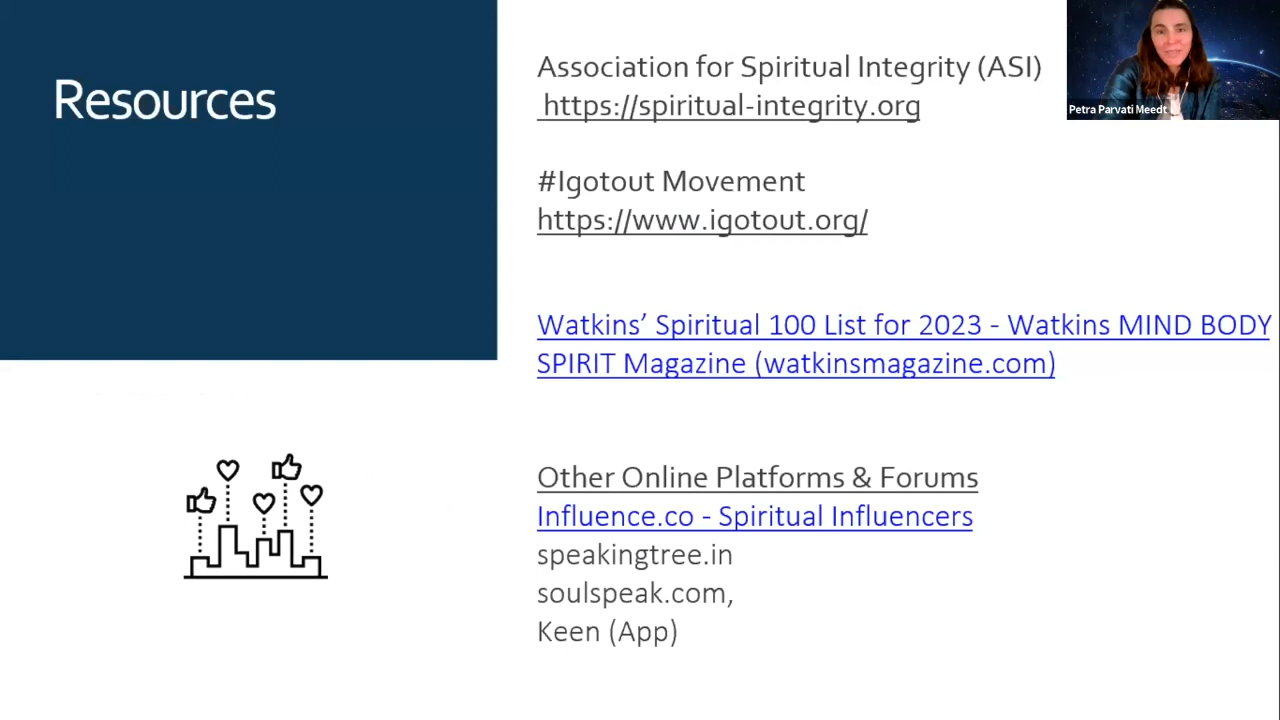 Resources
Association for Spiritual Integrity (ASI)
https://spiritual-integrity.org
#Igotout Movement
https://www.igotout.org/
Watkins’ Spiritual 100 List for 2023 - Watkins MIND BODY
SPIRIT Magazine (watkinsmagazine.com)
Other Online Platforms & Forums
Influence.co - Spiritual Influencers
speakingtree.in
soulspeak.com,
Keen (App)
Petra Parvati Meedt